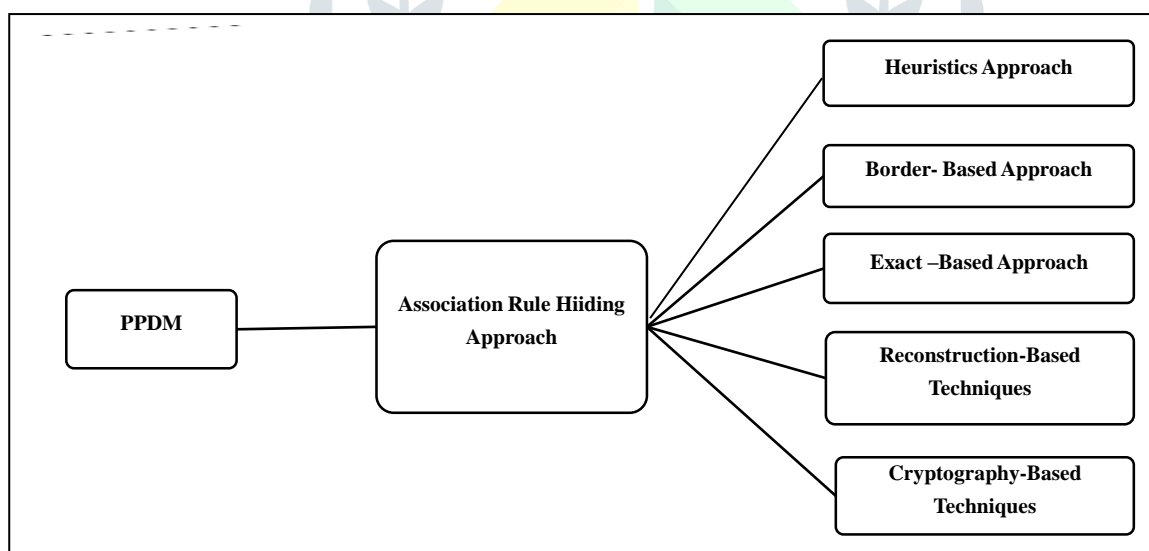 Heuristics Approach
Border- Based Approach
Exact –Based Approach
PPDM
Association Rule Hiiding
Approach
Reconstruction-Based
Techniques
Cryptography-Based
Techniques